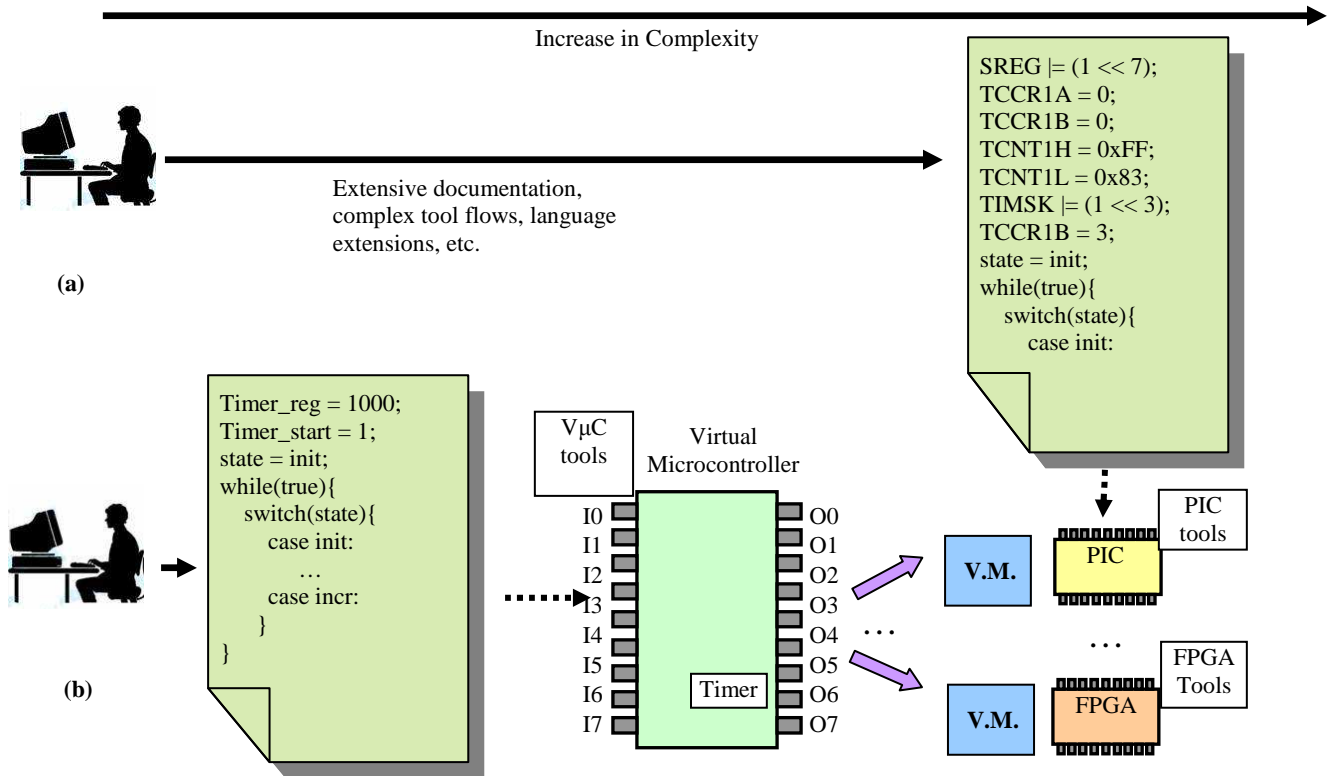 Increase in Complexity
SREG |= (1 << 7);
TCCR1A = 0;
TCCR1B = 0;
TCNT1H = 0xFF;
TCNT1L = 0x83;
TIMSK |= (1 << 3);
TCCR1B = 3;
state = init;
while(true){
switch(state){
case init:
Extensive documentation,
complex tool flows, language
extensions, etc.
(a)
Timer_reg = 1000;
Timer_start = 1;
state = init;
while(true){
switch(state){
case init:
…
case incr:
}
}
(b)
VμC
tools
Virtual
Microcontroller
I0
I1
I2
I3
I4
I5
I6
I7
Timer
O0
O1
O2
O3
O4
O5
O6
O7
…
V.M.
PIC
PIC
tools
…
V.M.
FPGA
FPGA
Tools